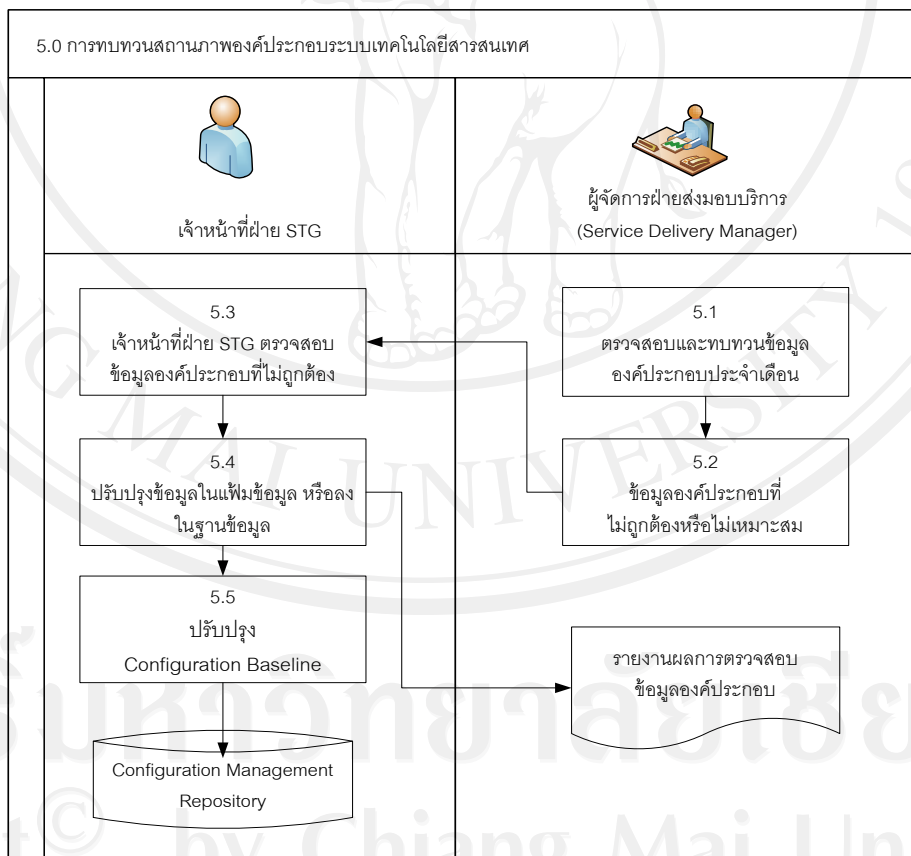 5.0 การทบทวนสถานภาพองค์ประกอบระบบเทคโนโลยีสารสนเทศ
เจ้าหน้าที่ฝ่าย STG
ผู้จัดการฝ่ายส่งมอบบริการ
(Service Delivery Manager)
5.3
เจ้าหน้าที่ฝ่าย STG ตรวจสอบ
ข้อมูลองค์ประกอบที่ไม่ถูกต้อง
5.1
ตรวจสอบและทบทวนข้อมูล
องค์ประกอบประจำเดือน
5.4
ปรับปรุงข้อมูลในแฟ้มข้อมูล หรือลง
ในฐานข้อมูล
5.2
ข้อมูลองค์ประกอบที่
ไม่ถูกต้องหรือไม่เหมาะสม
5.5
ปรับปรุง
Configuration Baseline
รายงานผลการตรวจสอบ
ข้อมูลองค์ประกอบ
Configuration Management
Repository
MAI UNIVERSITY
by Chiang Mai